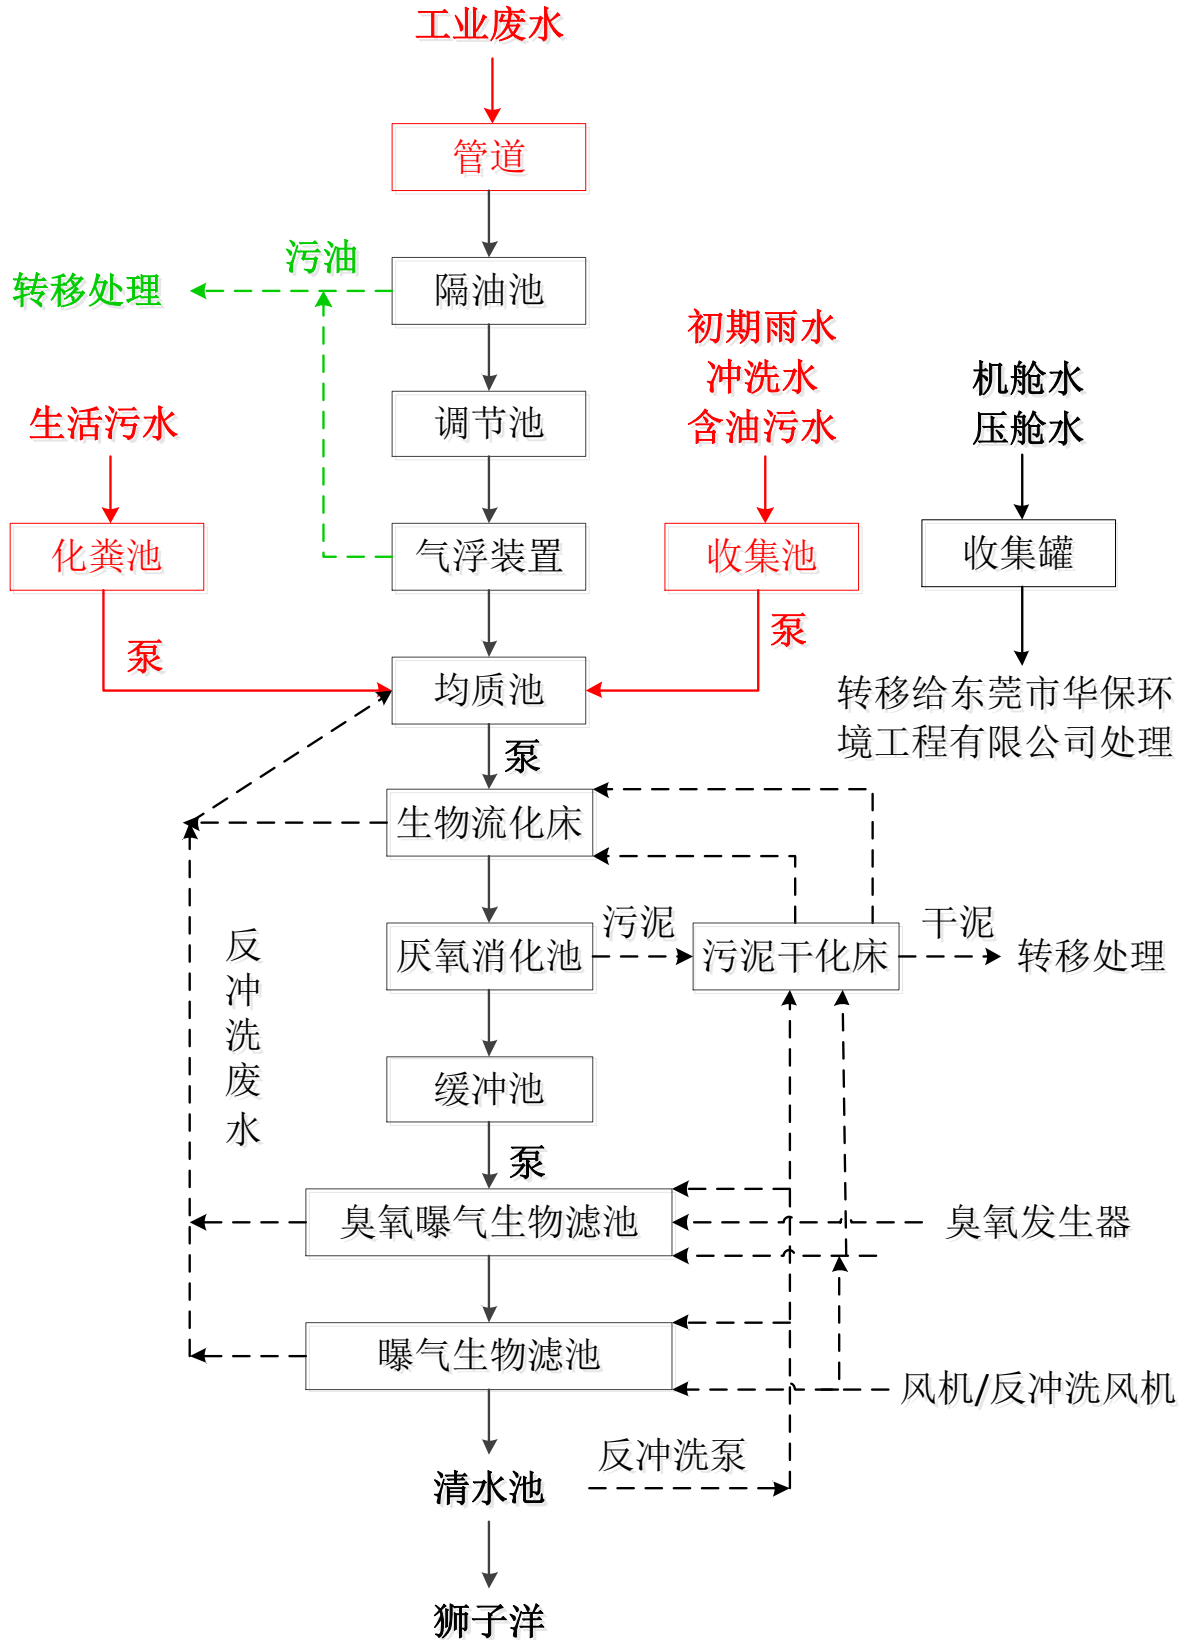 工业废水
管道
污油
转移处理
隔油池
初期雨水
冲洗水
含油污水
机舱水
压舱水
生活污水
调节池
化粪池
气浮装置
收集池
收集罐
泵
泵
均质池
转移给东莞市华保环
境工程有限公司处理
泵
生物流化床
反冲洗废水
厌氧消化池
污泥
污泥干化床
干泥
转移处理
缓冲池
泵
臭氧曝气生物滤池
臭氧发生器
曝气生物滤池
风机/反冲洗风机
反冲洗泵
清水池
狮子洋